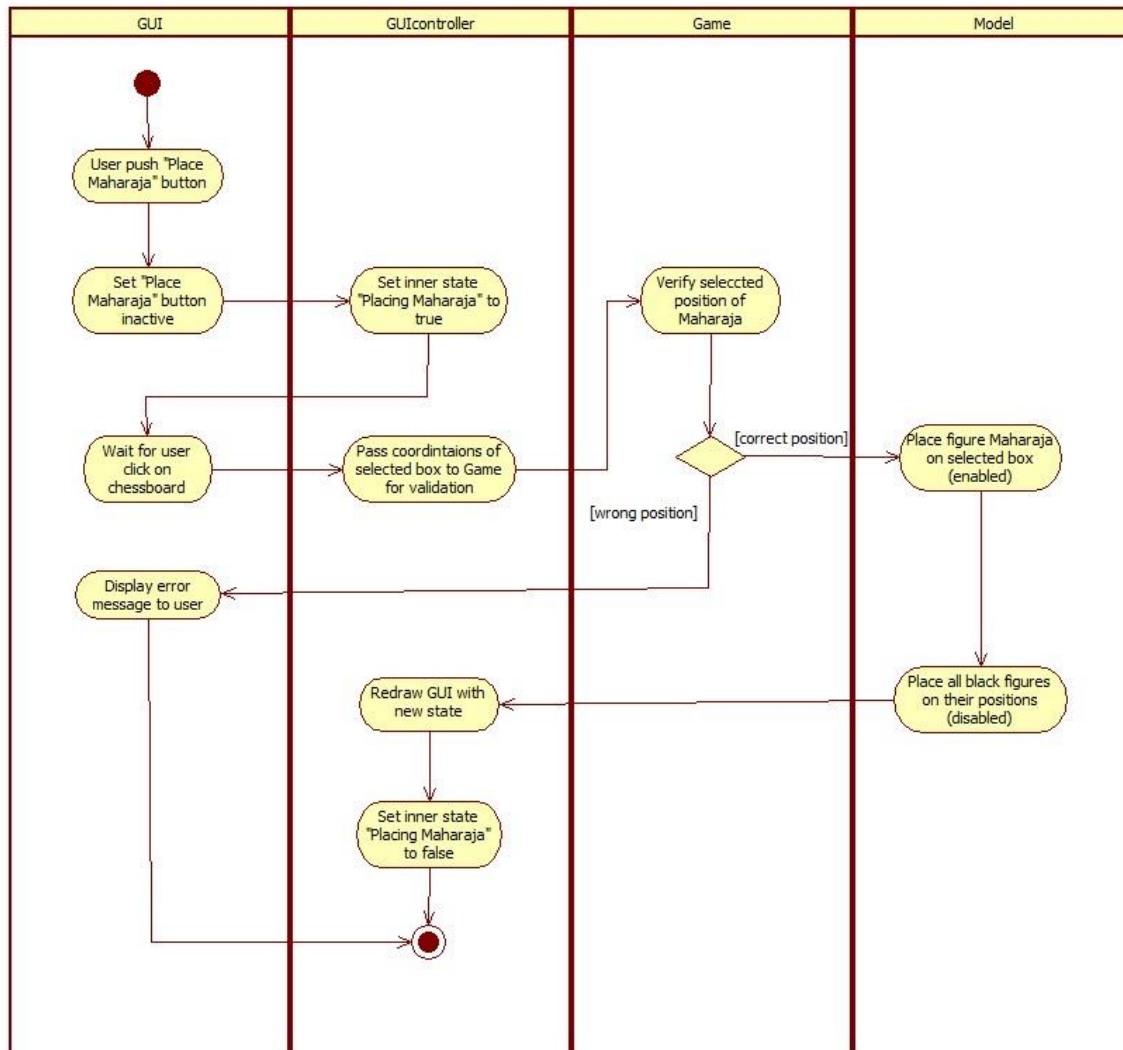 GUI
GUIcontroller
Game
Model
User push "Place
Maharaja" button
Set "Place
Maharaja" button
inactive
Set inner state
"Placing Maharaja" to
true
Verify seleccted
position of
Maharaja
Wait for user
click on
chessboard
Pass coordintaions of
selected box to Game
for validation
[correct position]
Place figure Maharaja
on selected box
(enabled)
[wrong position]
Display error
message to user
Redraw GUI with
new state
Place all black figures
on their positions
(disabled)
Set inner state
"Placing Maharaja"
to false